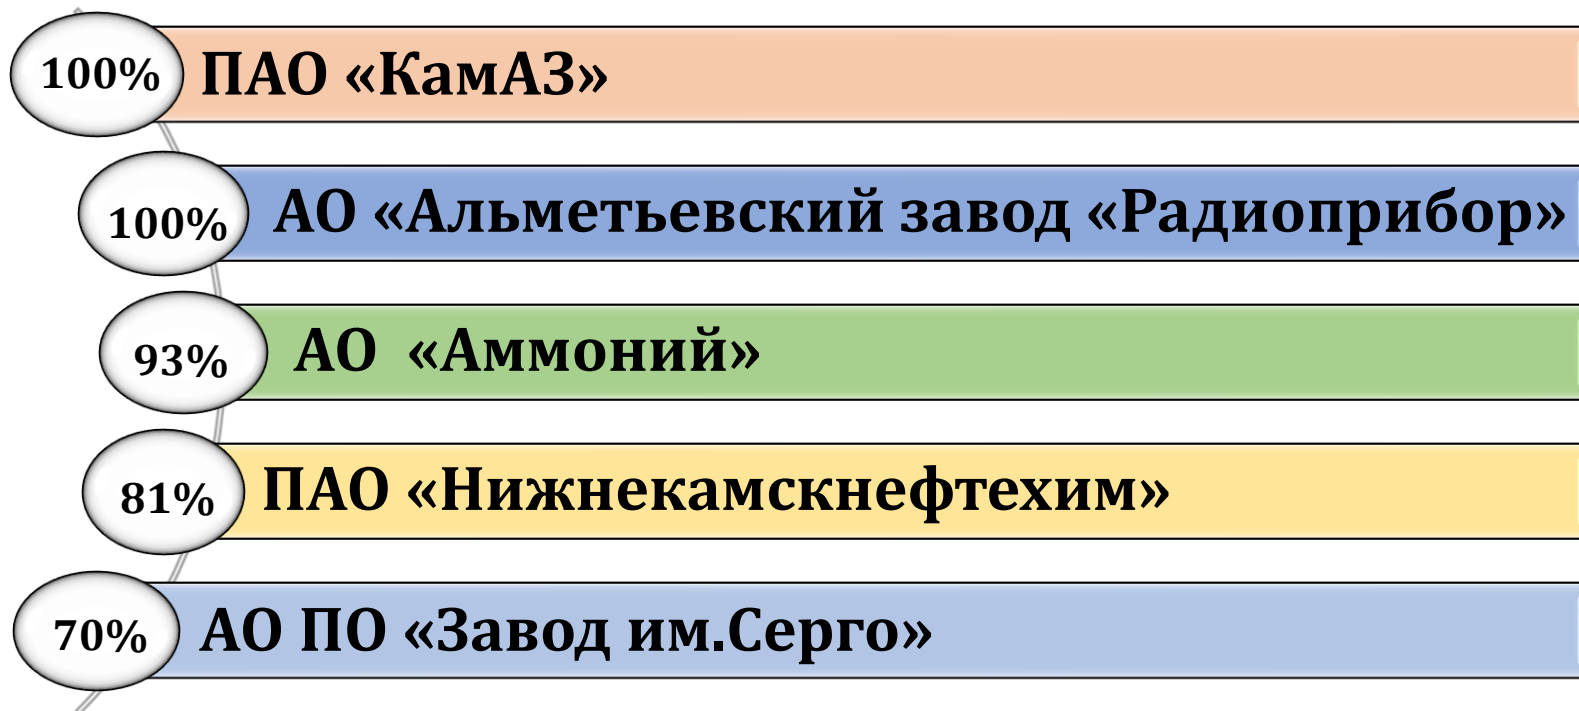 100% ПАО «КамАЗ»
100% АО «Альметьевский завод «Радиоприбор»
93% АО «Аммоний»
81% ПАО «Нижнекамскнефтехим»
70% АО ПО «Завод им.Серго»